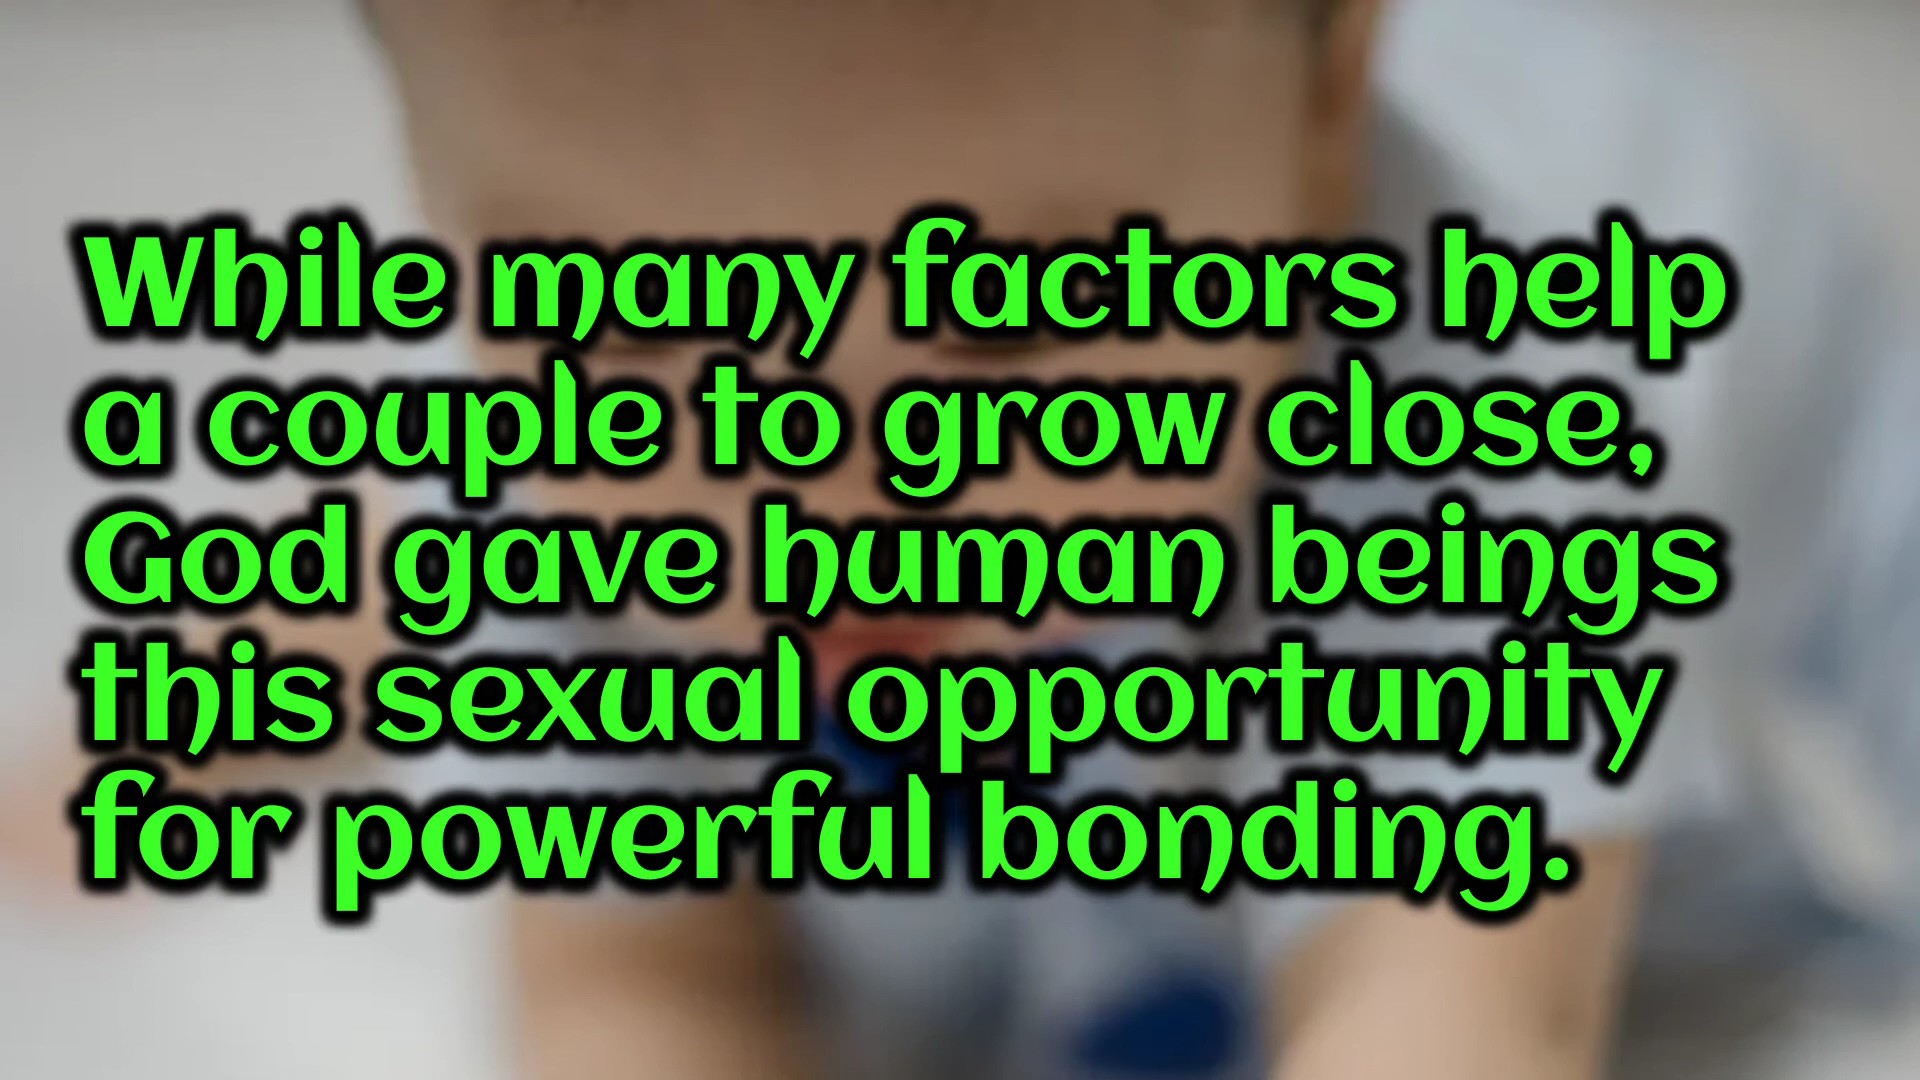 While many factors help
a couple to grow close,
God gave human beings
this sexual opportunity
for powerful bonding.